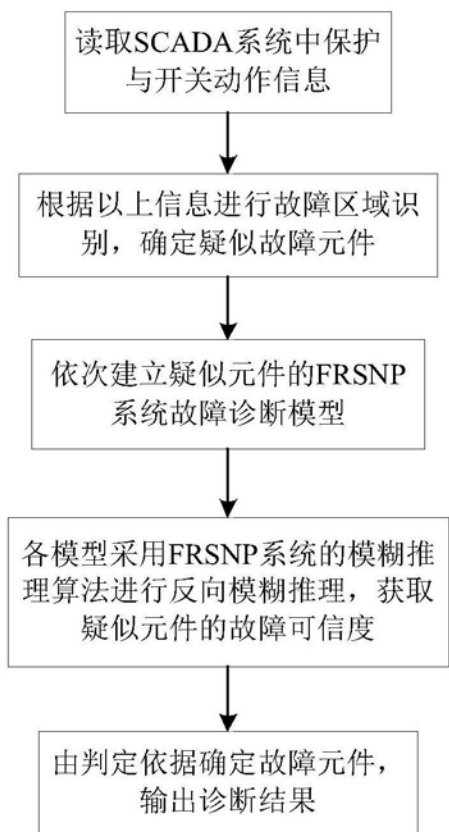 读取SCADA系统中保护
与开关动作信息
根据以上信息进行故障区域识
别，确定疑似故障元件
依次建立疑似元件的FRSNP
系统故障诊断模型
各模型采用FRSNP系统的模糊推
理算法进行反向模糊推理，获取
疑似元件的故障可信度
由判定依据确定故障元件，
输出诊断结果